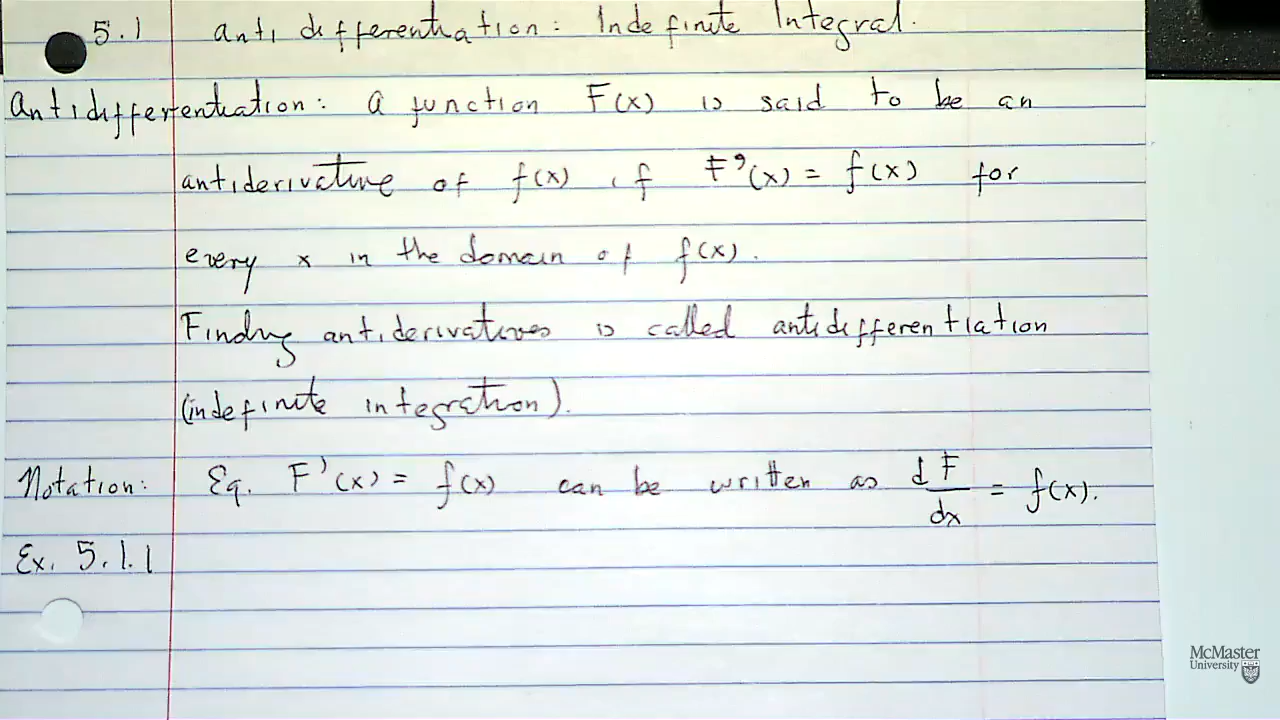 5.1 antidifferentiation: Indefinite Integral.
Antidifferentiation: A function F(x) is said to be an
antiderivative of f(x) if F'(x) = f(x) for
every x in the domain of f(x).
Finding antiderivatives is called antidifferentiation
(indefinite integration).
Notation: Eq. F'(x) = f(x) can be written as dF/dx = f(x).
Ex. 5.1.1
McMaster
University